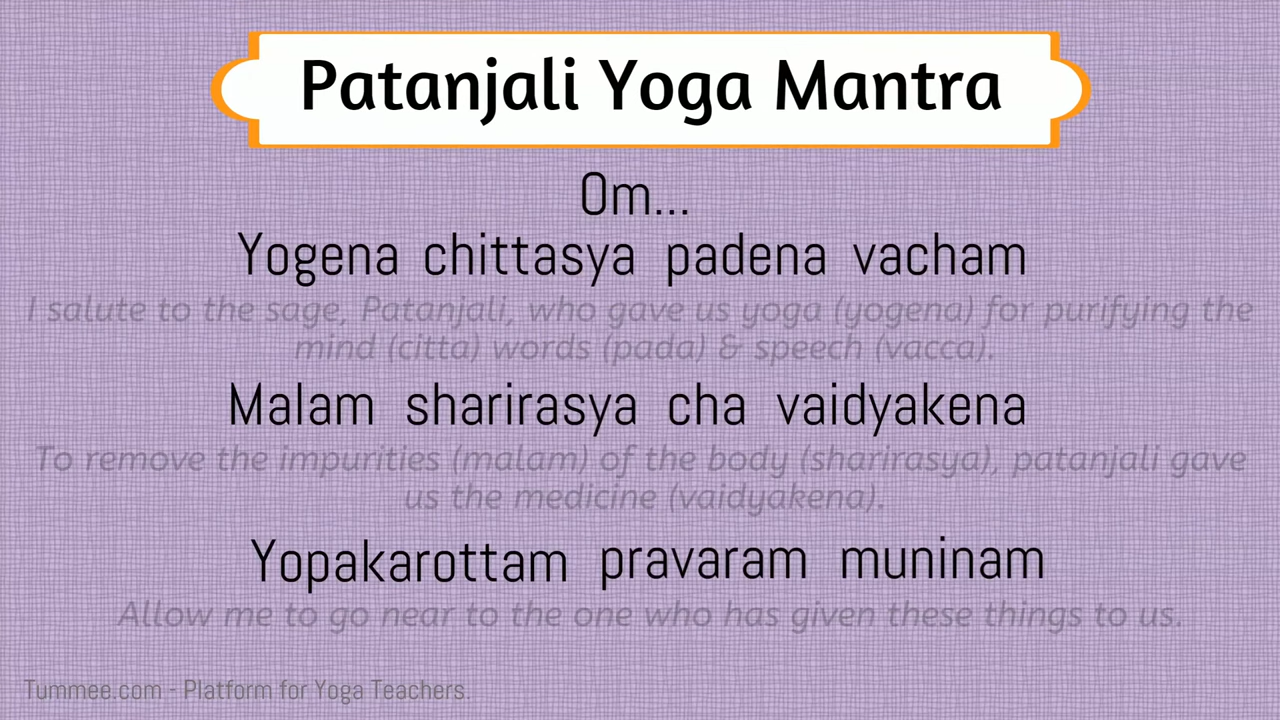 Patanjali Yoga Mantra
Om...
Yogena chittasya padena vacham
I salute to the sage, Patanjali, who gave us yoga (yogena) for purifying the
mind (citta) words (pada) & speech (vacca).
Malam sharirasya cha vaidyakena
To remove the impurities (malam) of the body (sharirasya), patanjali gave
us the medicine (vaidyakena).
Yopakarottam pravaram muninam
Allow me to go near to the one who has given these things to us.
Tummee.com - Platform for Yoga Teachers.